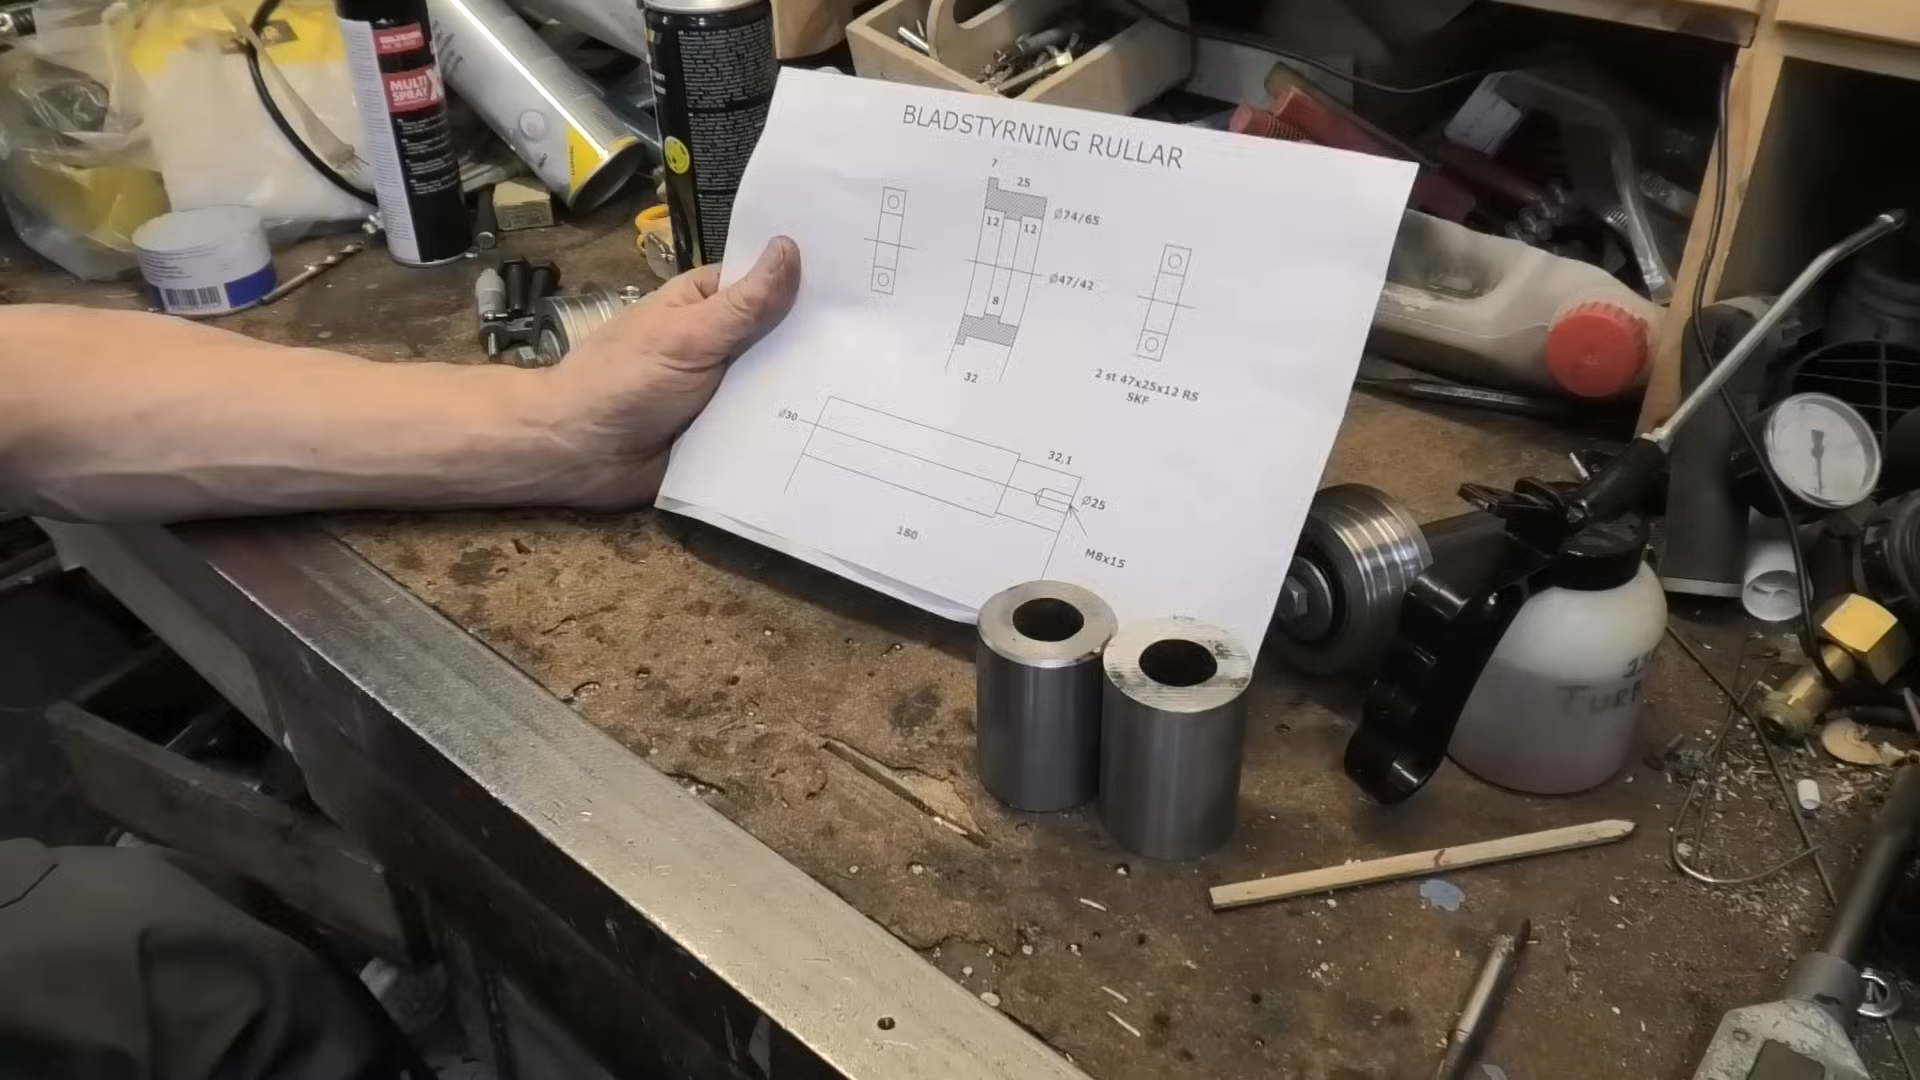 MULTI
SPRAY
BLADSTYRNING RULLAR
7
25
Ø74/65
12
12
Ø47/42
8
32
2 st 47x25x12 RS
SKF
Ø30
32,1
Ø25
180
M8x15